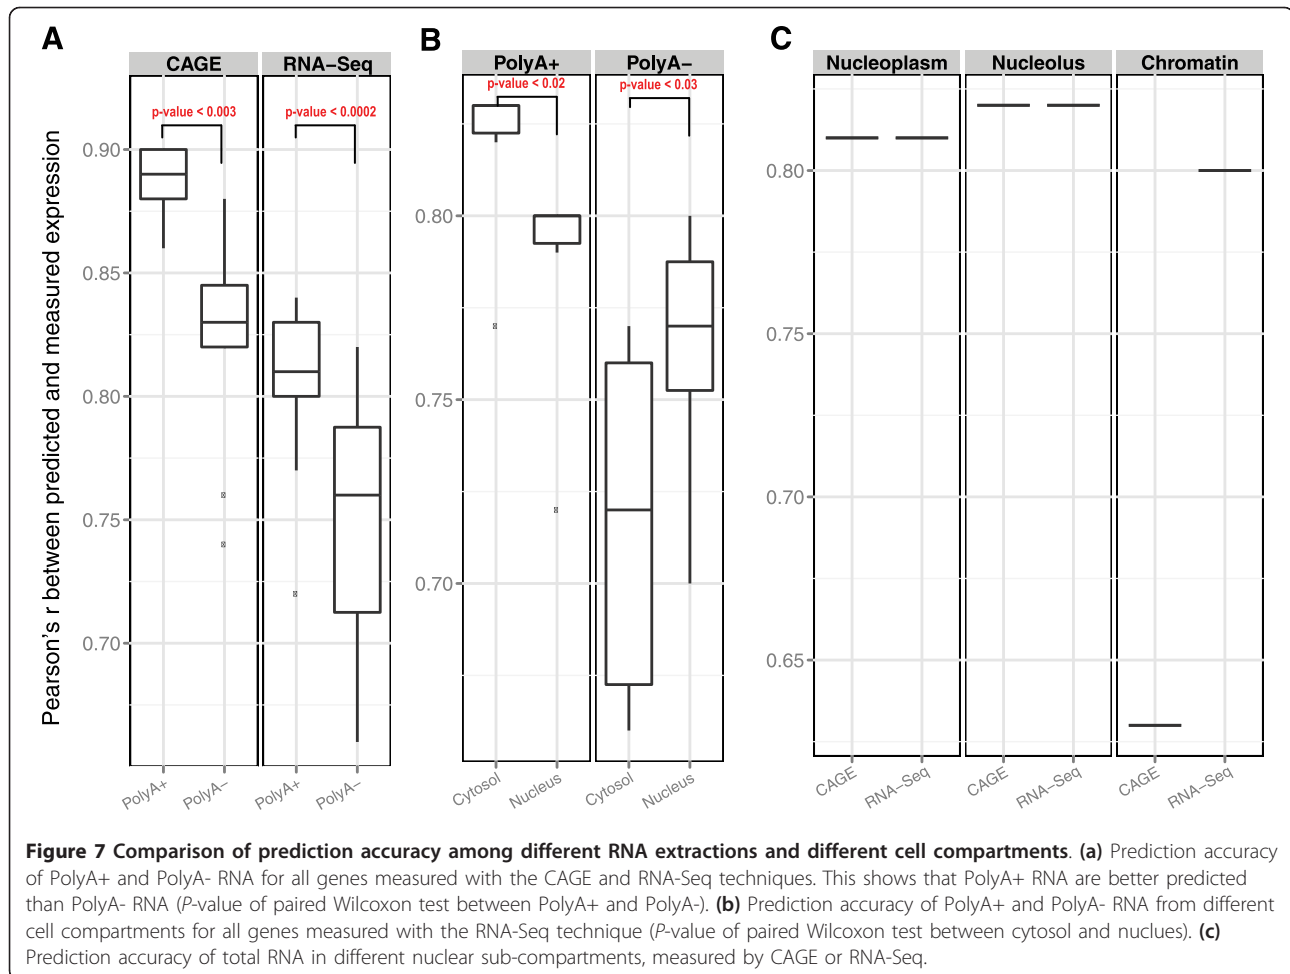 A
B
C
CAGE
RNA-Seq
PolyA+
PolyA-
Nucleoplasm
Nucleolus
Chromatin
p-value < 0.003
p-value < 0.0002
p-value < 0.02
p-value < 0.03
Pearson's r between predicted and measured expression
0.90
0.85
0.80
0.75
0.70
0.80
0.75
0.70
0.80
0.75
0.70
0.65
PolyA+
PolyA-
PolyA+
PolyA-
Cytosol
Nucleus
Cytosol
Nucleus
CAGE
RNA-Seq
CAGE
RNA-Seq
CAGE
RNA-Seq
Figure 7 Comparison of prediction accuracy among different RNA extractions and different cell compartments. (a) Prediction accuracy
of PolyA+ and PolyA- RNA for all genes measured with the CAGE and RNA-Seq techniques. This shows that PolyA+ RNA are better predicted
than PolyA- RNA (P-value of paired Wilcoxon test between PolyA+ and PolyA-). (b) Prediction accuracy of PolyA+ and PolyA- RNA from different
cell compartments for all genes measured with the RNA-Seq technique (P-value of paired Wilcoxon test between cytosol and nuclues). (c)
Prediction accuracy of total RNA in different nuclear sub-compartments, measured by CAGE or RNA-Seq.